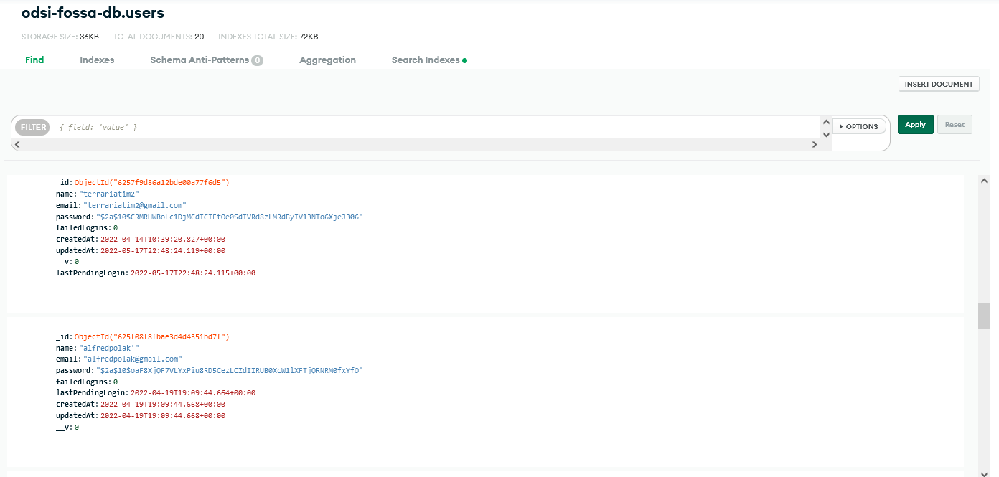 odsi-fossa-db.users
STORAGE SIZE: 36KB TOTAL DOCUMENTS: 20 INDEXES TOTAL SIZE: 72KB
Find Indexes Schema Anti-Patterns 0 Aggregation Search Indexes
INSERT DOCUMENT
FILTER { field: 'value' } OPTIONS Apply Reset
_id: ObjectId("6257f9d86a12bde00a77f6d5")
name: "terrariatim2"
email: "terrariatim2@gmail.com"
password: "$2a$10$CRMRHWBoLc1DjMCdICIFtOe0SdIVRd8zLMRdByIV13NTo6XjeJ306"
failedLogins: 0
createdAt: 2022-04-14T10:39:20.827+00:00
updatedAt: 2022-05-17T22:48:24.119+00:00
__v: 0
lastPendingLogin: 2022-05-17T22:48:24.115+00:00
_id: ObjectId("625f08f8fbae3d4d4351bd7f")
name: "alfredpolak'"
email: "alfredpolak@gmail.com"
password: "$2a$10$oaF8XjQF7VLYxPiu8RD5CezLCZdIIRUB0XcW1lXFTjQRNRM0fxYfO"
failedLogins: 0
lastPendingLogin: 2022-04-19T19:09:44.664+00:00
createdAt: 2022-04-19T19:09:44.668+00:00
updatedAt: 2022-04-19T19:09:44.668+00:00
__v: 0